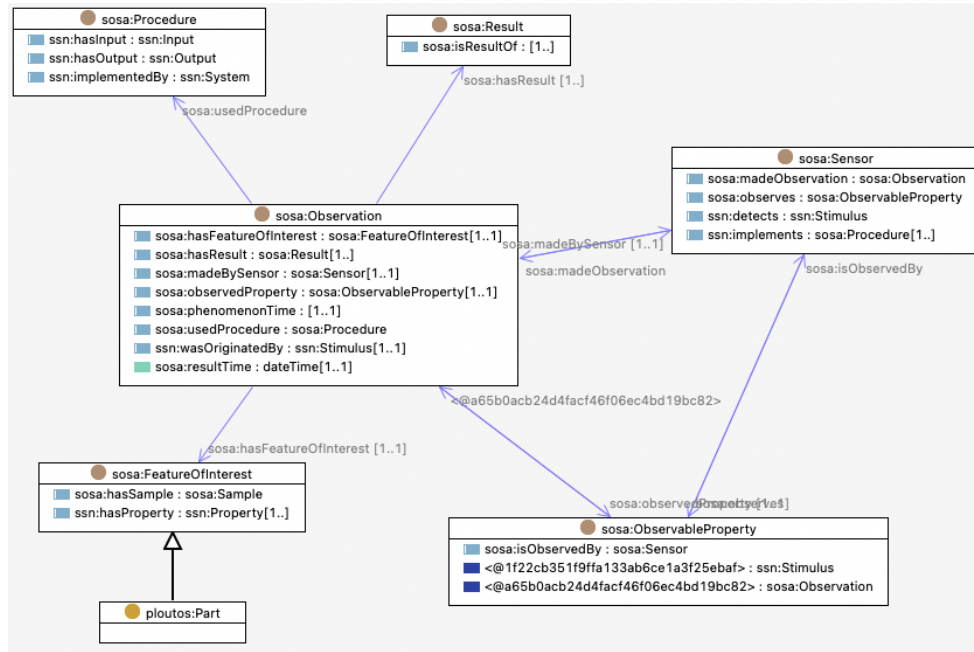 sosa:Procedure
ssn:hasInput : ssn:Input
ssn:hasOutput : ssn:Output
ssn:implementedBy : ssn:System
sosa:Result
sosa:isResultOf : [1..]
sosa:hasResult [1..]
sosa:usedProcedure
sosa:Sensor
sosa:madeObservation : sosa:Observation
sosa:observes : sosa:ObservableProperty
ssn:detects : ssn:Stimulus
ssn:implements : sosa:Procedure[1..]
sosa:Observation
sosa:hasFeatureOfInterest : sosa:FeatureOfInterest[1..1]
sosa:hasResult : sosa:Result[1..]
sosa:madeBySensor : sosa:Sensor[1..1]
sosa:observedProperty : sosa:ObservableProperty[1..1]
sosa:phenomenonTime : [1..1]
sosa:usedProcedure : sosa:Procedure
ssn:wasOriginatedBy : ssn:Stimulus[1..1]
sosa:resultTime : dateTime[1..1]
sosa:madeBySensor [1..1]
sosa:madeObservation
sosa:isObservedBy
<@a65b0acb24d4facf46f06ec4bd19bc82>
sosa:hasFeatureOfInterest [1..1]
sosa:FeatureOfInterest
sosa:hasSample : sosa:Sample
ssn:hasProperty : ssn:Property[1..]
sosa:observedProperty [1..1]
sosa:ObservableProperty
sosa:isObservedBy : sosa:Sensor
<@1f22cb351f9ffa133ab6ce1a3f25ebaf> : ssn:Stimulus
<@a65b0acb24d4facf46f06ec4bd19bc82> : sosa:Observation
ploutos:Part